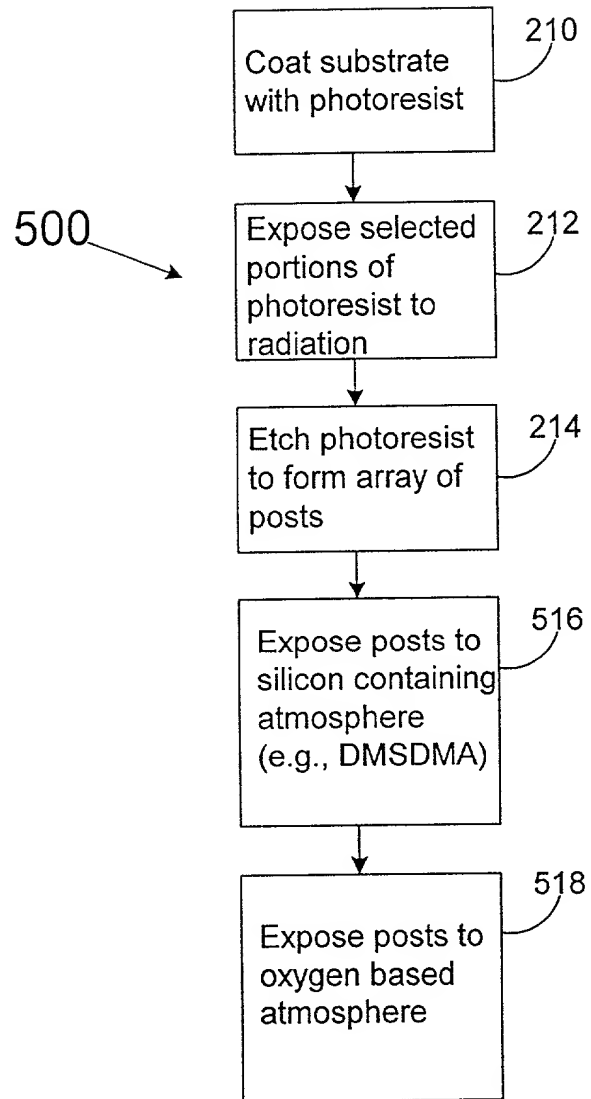 210
Coat substrate
with photoresist
500
212
Expose selected
portions of
photoresist to
radiation
214
Etch photoresist
to form array of
posts
516
Expose posts to
silicon containing
atmosphere
(e.g., DMSDMA)
518
Expose posts to
oxygen based
atmosphere